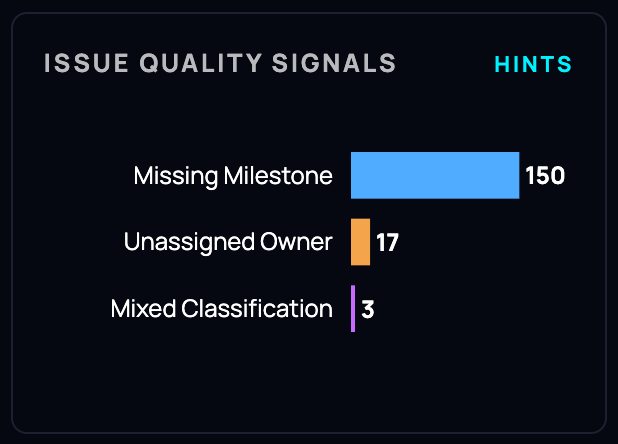 ISSUE QUALITY SIGNALS HINTS
Missing Milestone 150
Unassigned Owner 17
Mixed Classification 3